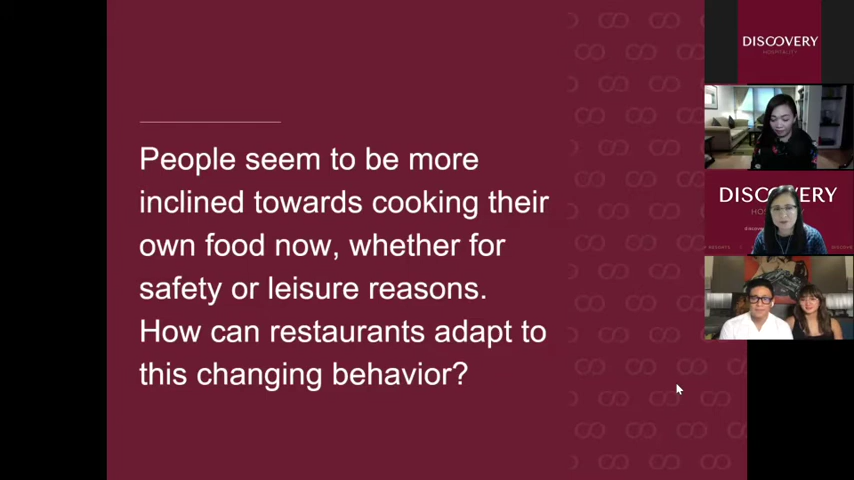 People seem to be more
inclined towards cooking their
own food now, whether for
safety or leisure reasons.
How can restaurants adapt to
this changing behavior?
DISCOVERY
HOSPITALITY
DISCOVERY